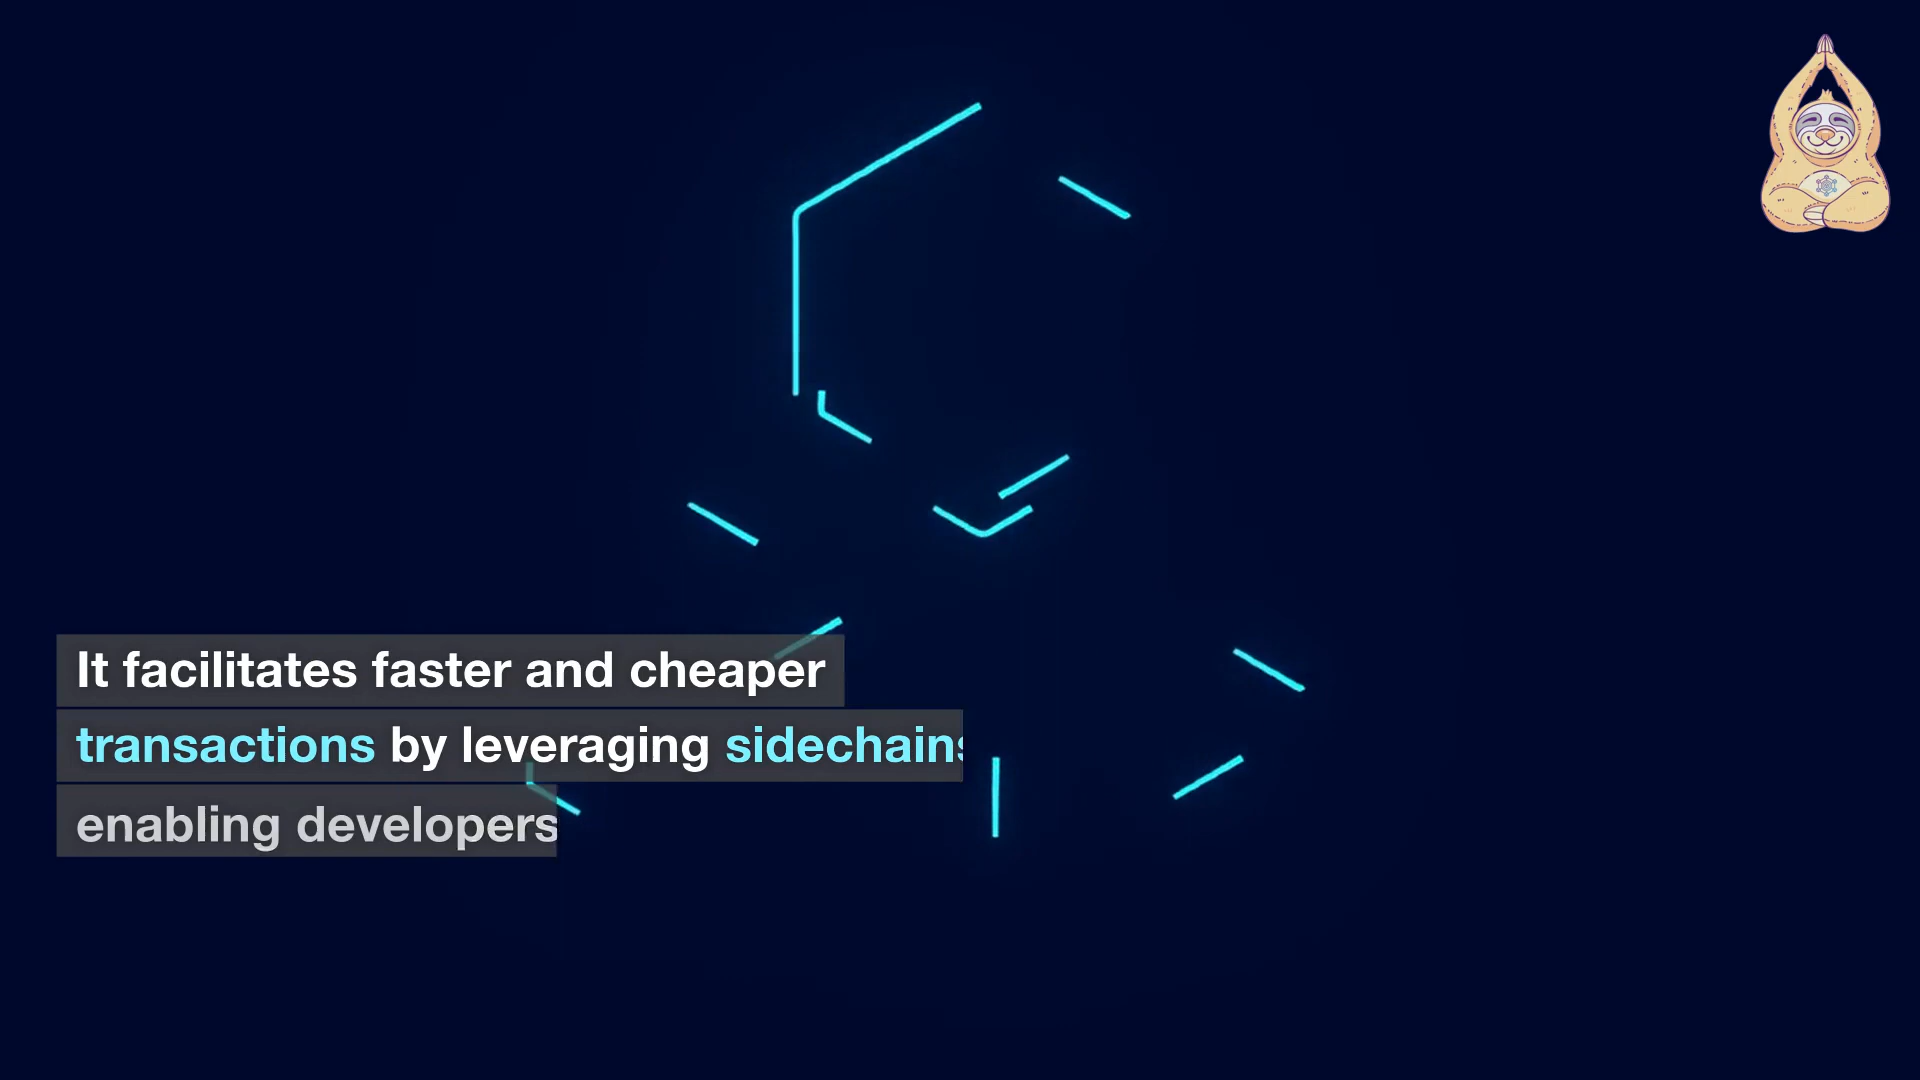 It facilitates faster and cheaper
transactions by leveraging sidechains
enabling developers